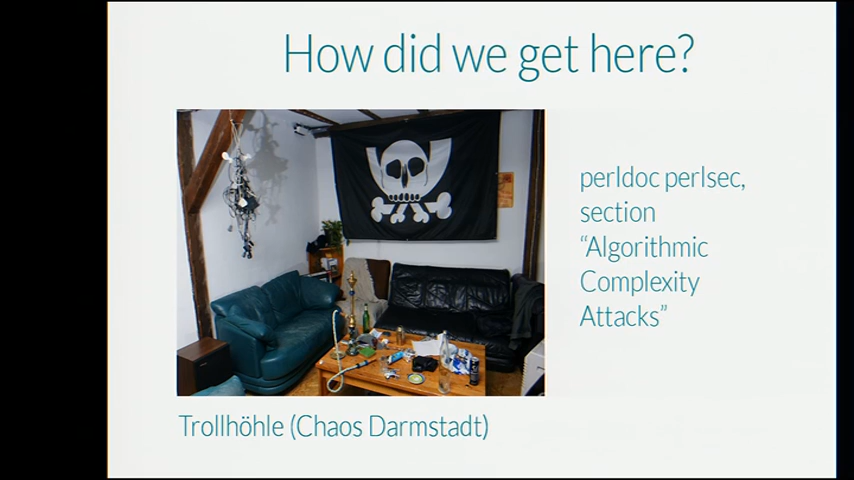 How did we get here?
perldoc perlsec,
section
“Algorithmic
Complexity
Attacks”
Trollhöhle (Chaos Darmstadt)